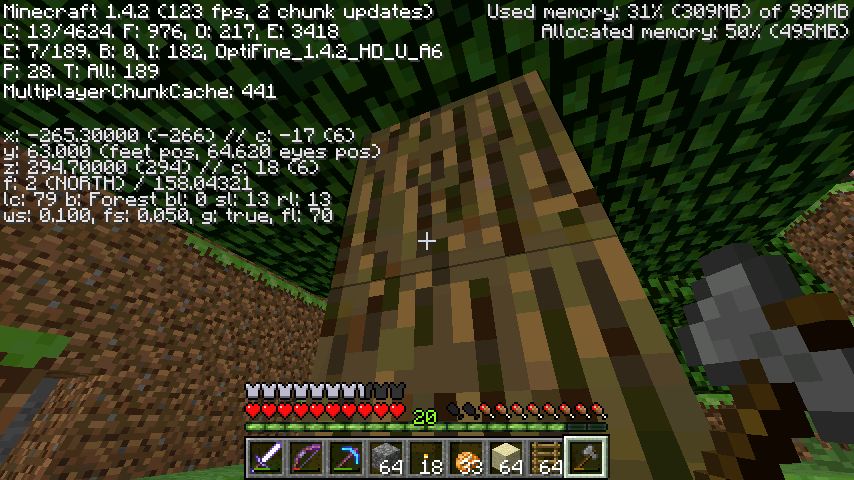 Minecraft 1.4.2 (123 fps, 2 chunk updates)
Used memory: 31% (309MB) of 989MB
C: 13/4624. F: 976, O: 217, E: 3418
Allocated memory: 50% (495MB)
E: 7/189. B: 0, I: 182, OptiFine_1.4.2_HD_U_A6
P: 28. T: All: 189
MultiplayerChunkCache: 441
x: -265.30000 (-266) // c: -17 (6)
y: 63.000 (feet pos, 64.620 eyes pos)
z: 294.70000 (294) // c: 18 (6)
f: 2 (NORTH) / 158.04321
lc: 79 b: Forest bl: 0 sl: 13 rl: 13
ws: 0.100, fs: 0.050, g: true, fl: 70
20
64 18 33 64 64